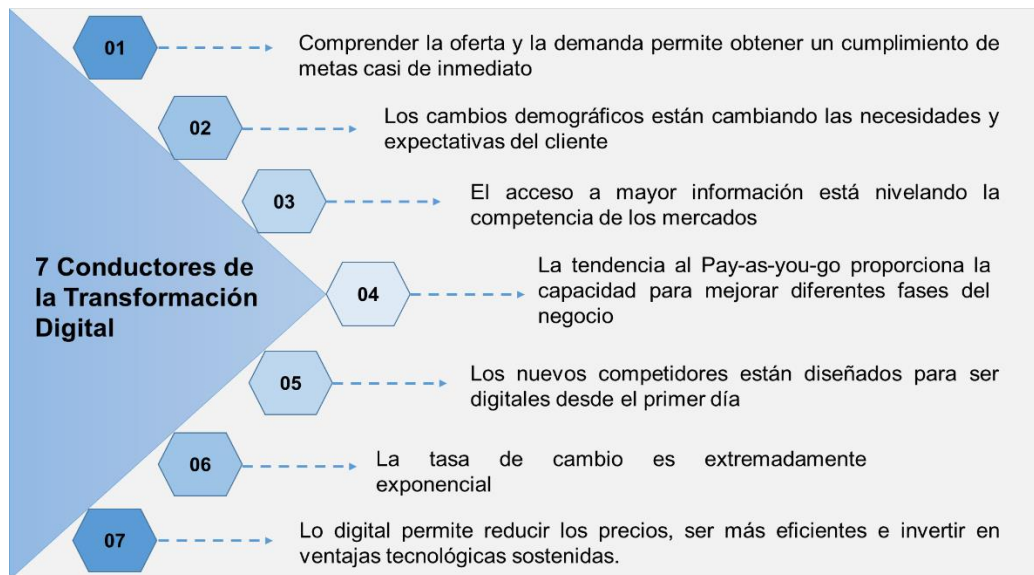 7 Conductores de
la Transformación
Digital
01
Comprender la oferta y la demanda permite obtener un cumplimiento de
metas casi de inmediato
02
Los cambios demográficos están cambiando las necesidades y
expectativas del cliente
03
El acceso a mayor información está nivelando la
competencia de los mercados
04
La tendencia al Pay-as-you-go proporciona la
capacidad para mejorar diferentes fases del
negocio
05
Los nuevos competidores están diseñados para ser
digitales desde el primer día
06
La tasa de cambio es extremadamente
exponencial
07
Lo digital permite reducir los precios, ser más eficientes e invertir en
ventajas tecnológicas sostenidas.